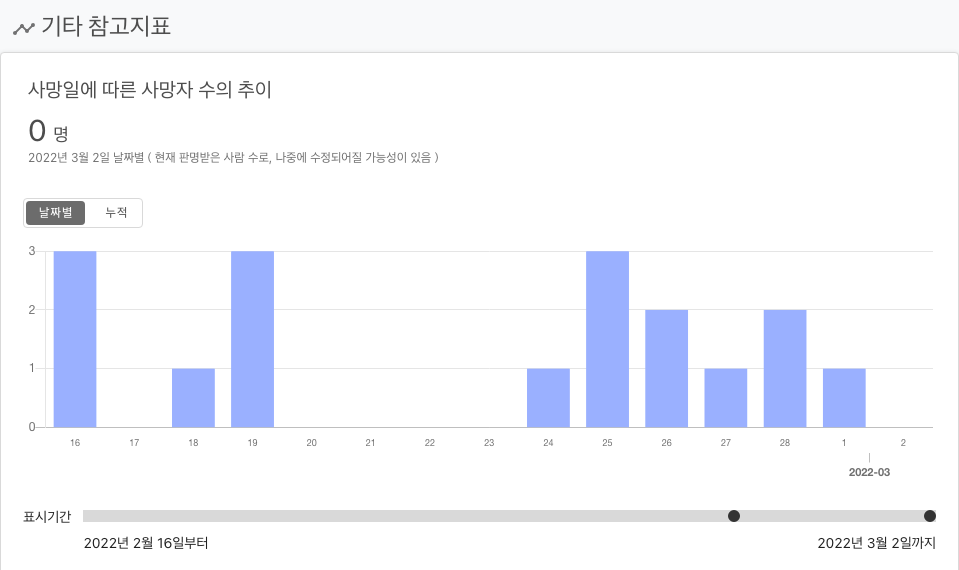 기타 참고지표
사망일에 따른 사망자 수의 추이
0 명
2022년 3월 2일 날짜별 ( 현재 판명받은 사람 수로, 나중에 수정되어질 가능성이 있음 )
날짜별 누적
3
2
1
0
16 17 18 19 20 21 22 23 24 25 26 27 28 1 2
2022-03
표시기간
2022년 2월 16일부터 2022년 3월 2일까지